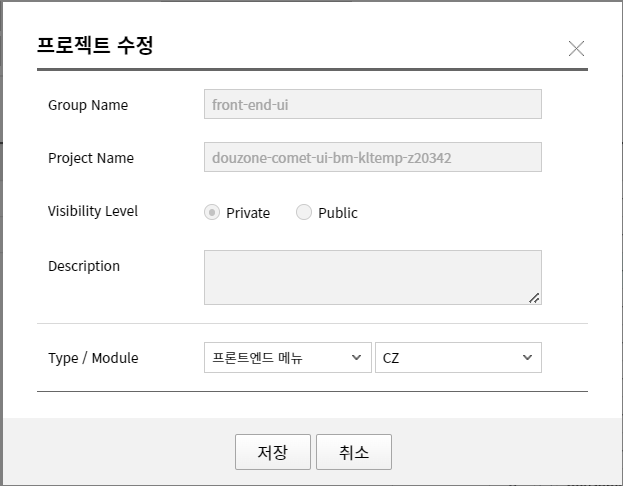 프로젝트 수정
Group Name front-end-ui
Project Name douzone-comet-ui-bm-kltemp-z20342
Visibility Level Private Public
Description
Type / Module 프론트엔드 메뉴 CZ
저장 취소